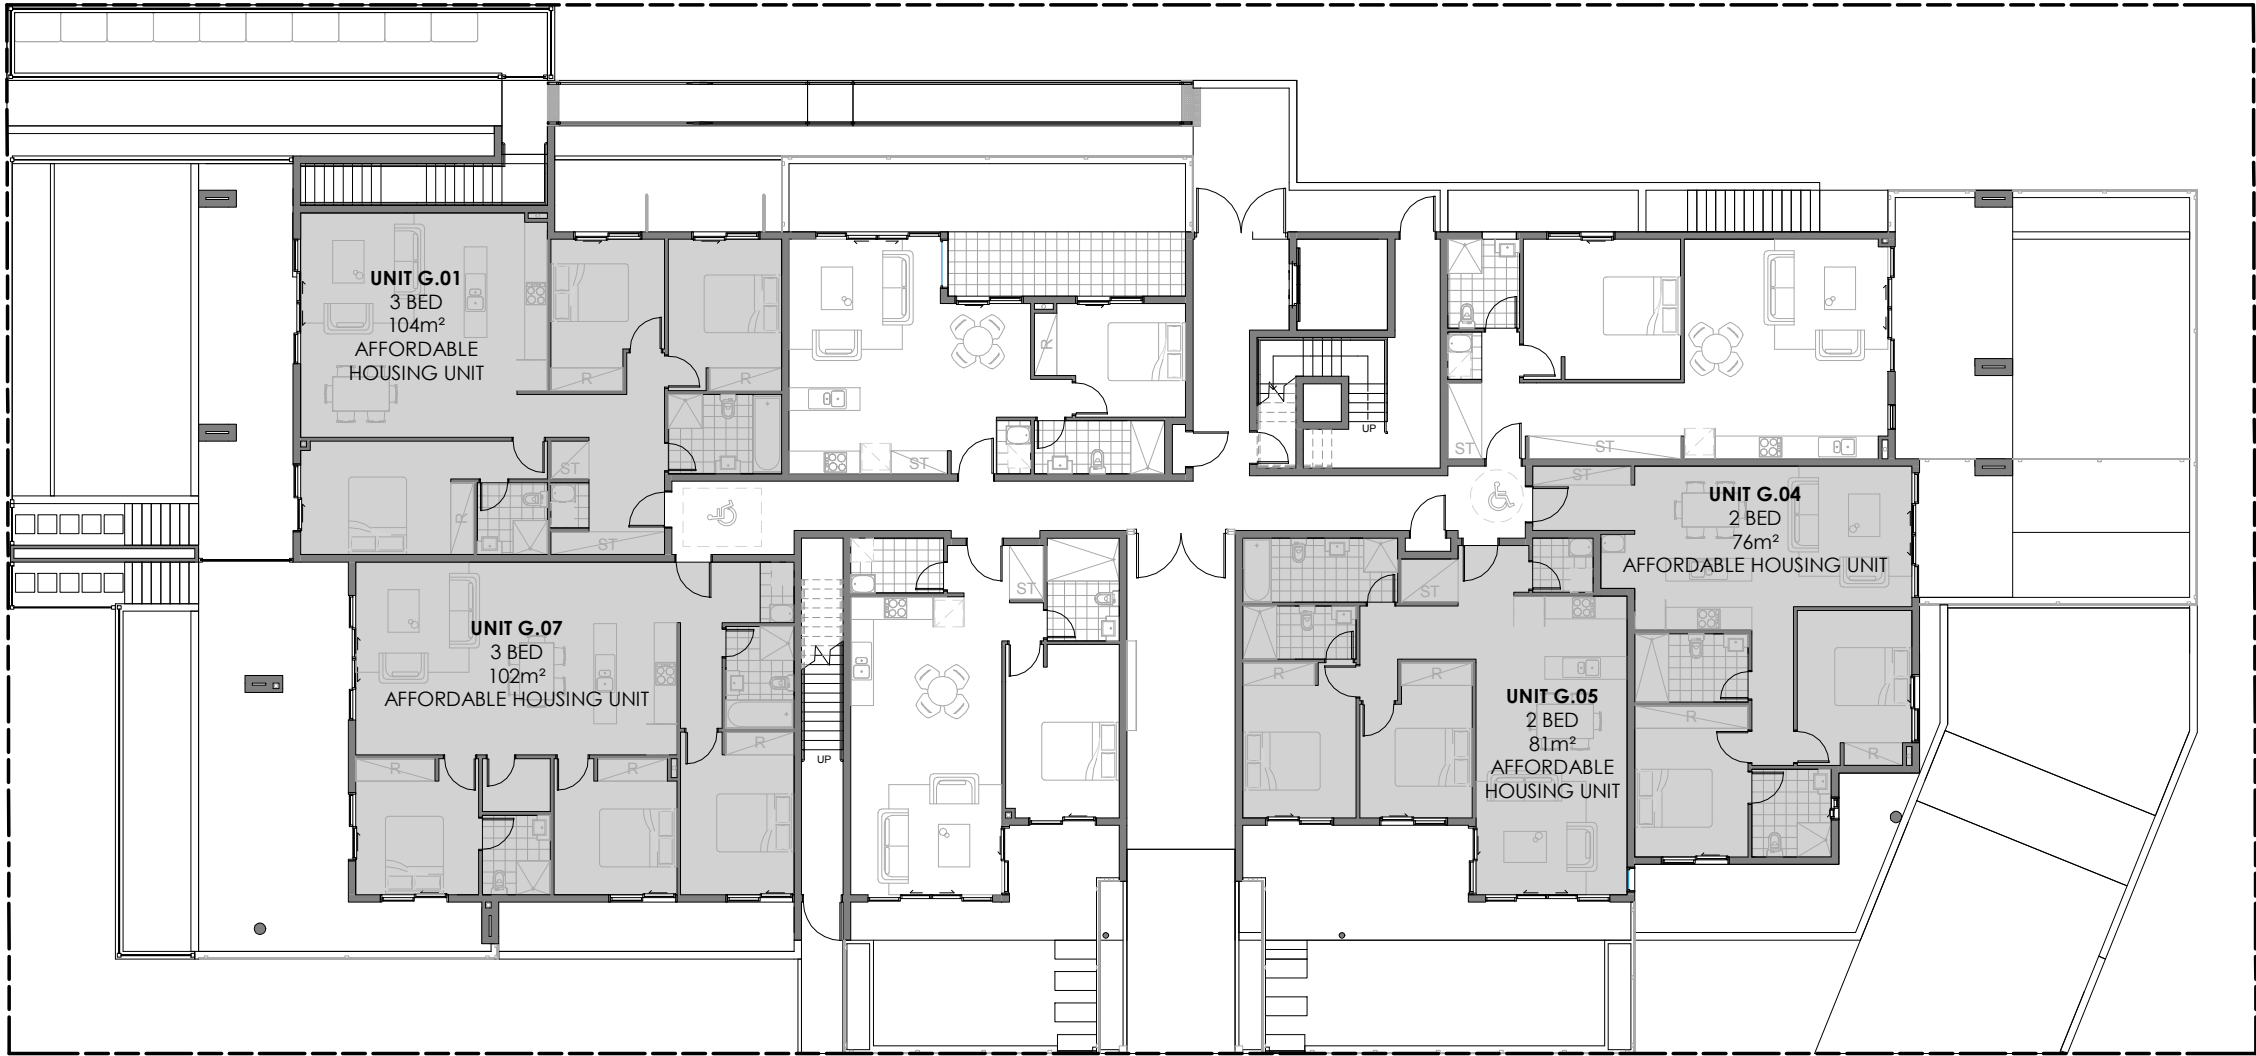 UNIT G.01
3 BED
104m²
AFFORDABLE
HOUSING UNIT
R
R
R
ST
R
ST
ST
UP
ST
ST
ST
UNIT G.04
2 BED
76m²
AFFORDABLE HOUSING UNIT
R
R
UNIT G.07
3 BED
102m²
AFFORDABLE HOUSING UNIT
R
R
R
UP
ST
ST
R
R
UNIT G.05
2 BED
81m²
AFFORDABLE
HOUSING UNIT